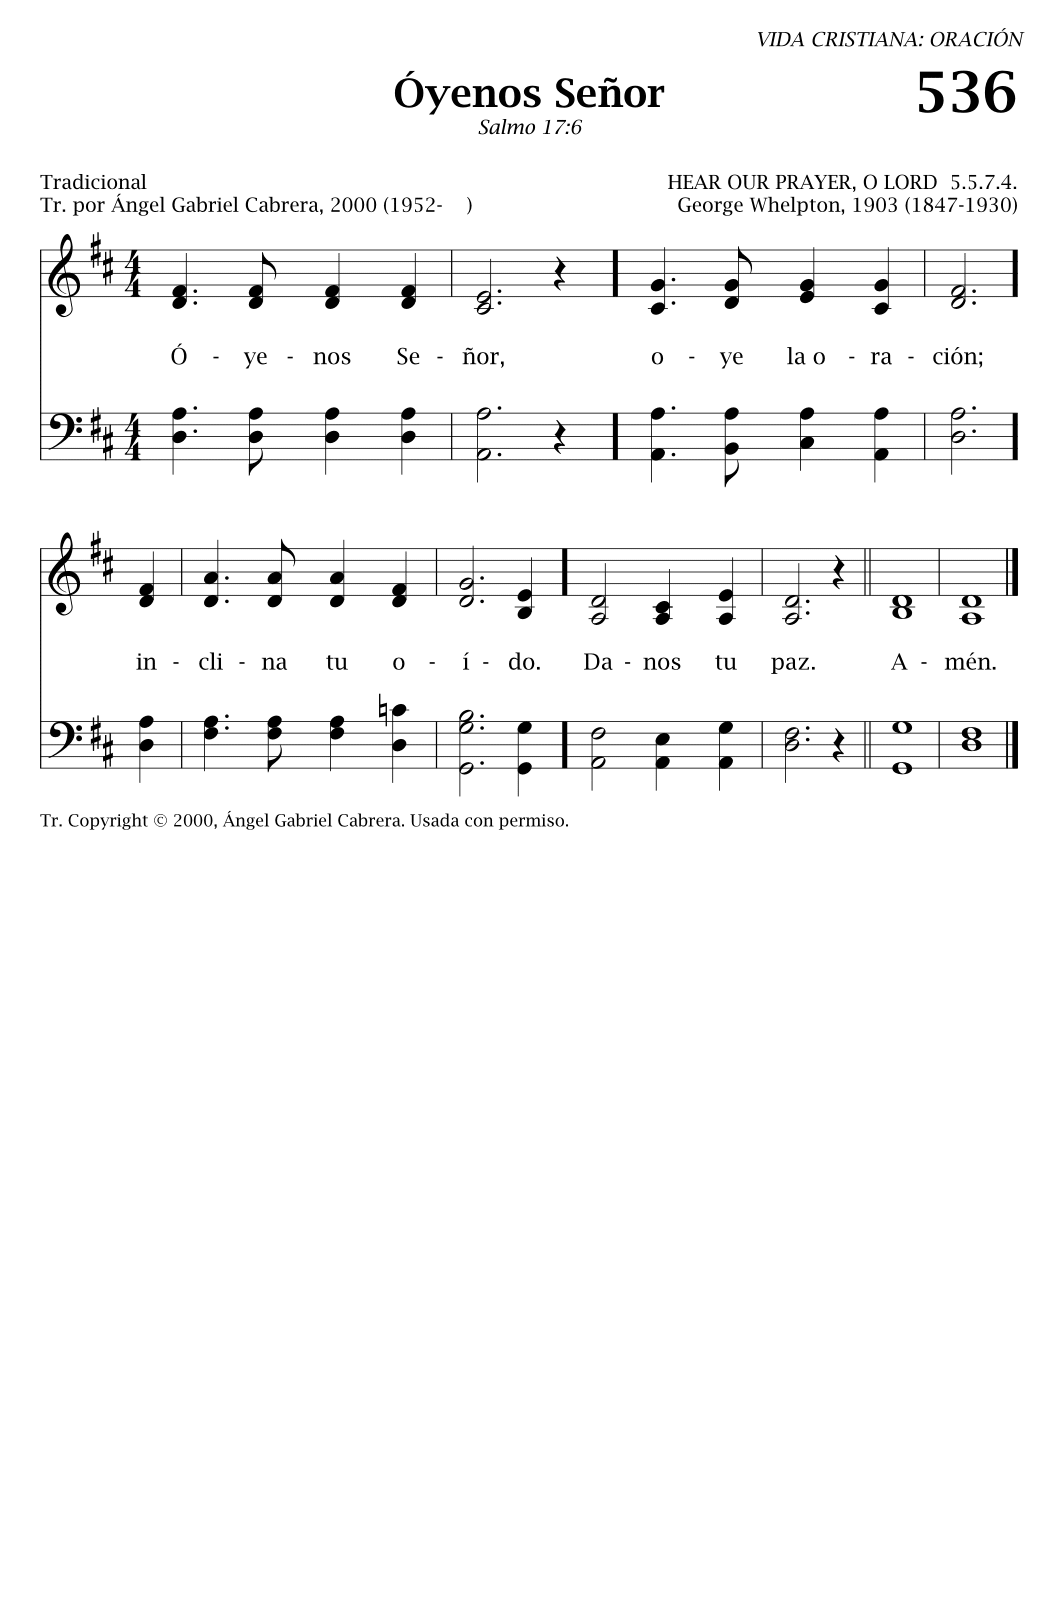 VIDA CRISTIANA: ORACIÓN
Óyenos Señor 536
Salmo 17:6
Tradicional HEAR OUR PRAYER, O LORD 5.5.7.4.
Tr. por Ángel Gabriel Cabrera, 2000 (1952- ) George Whelpton, 1903 (1847-1930)
Ó - ye - nos Se - ñor, o - ye la o - ra - ción;
in - cli - na tu o - í - do. Da - nos tu paz. A - mén.
Tr. Copyright © 2000, Ángel Gabriel Cabrera. Usada con permiso.